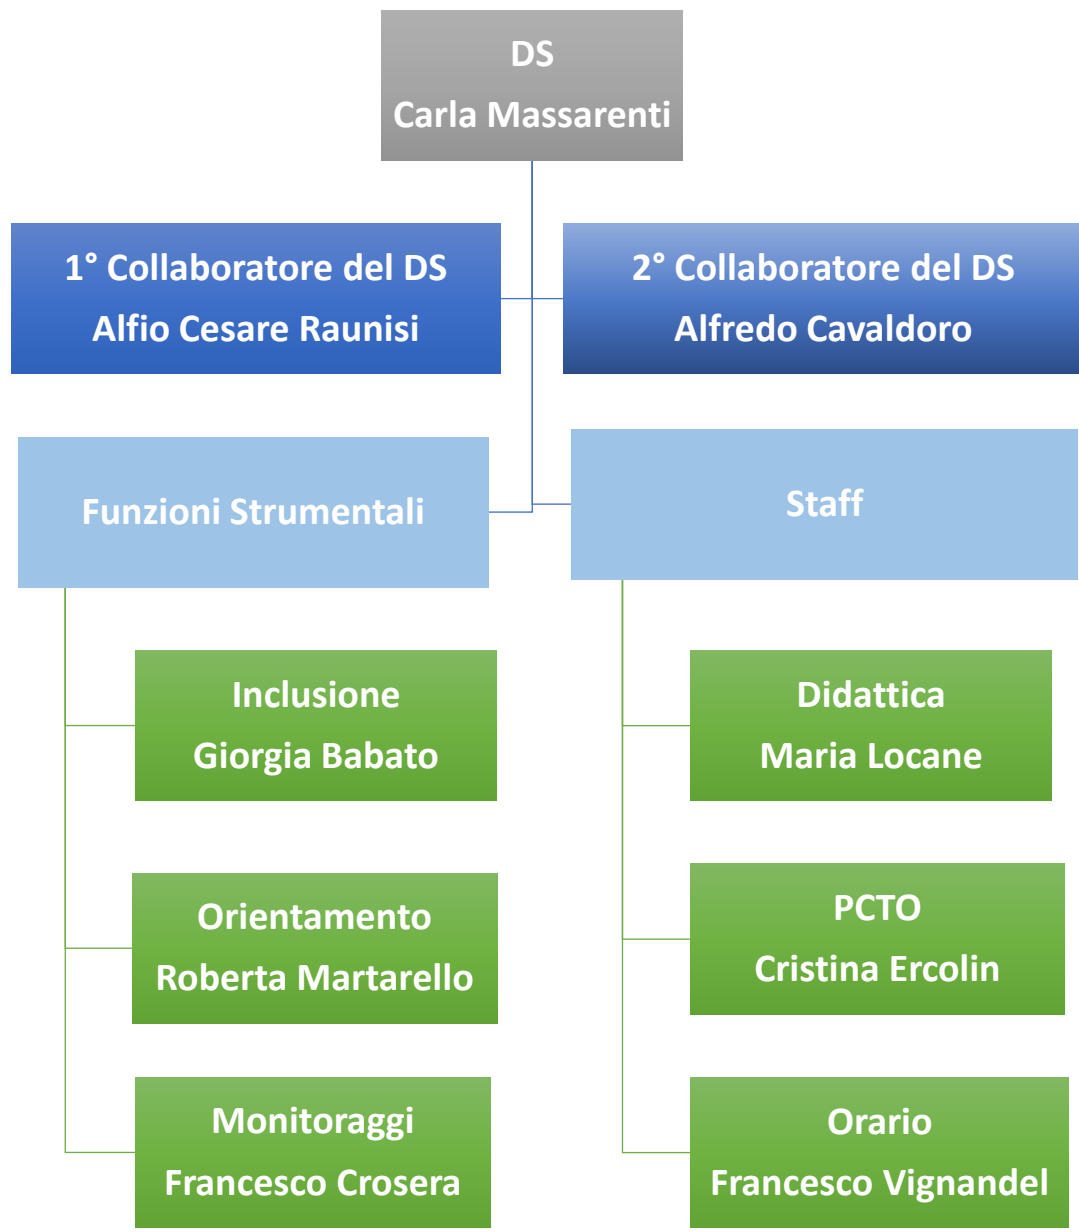 DS
Carla Massarenti
1° Collaboratore del DS
Alfio Cesare Raunisi
2° Collaboratore del DS
Alfredo Cavaldoro
Funzioni Strumentali
Staff
Inclusione
Giorgia Babato
Didattica
Maria Locane
Orientamento
Roberta Martarello
PCTO
Cristina Ercolin
Monitoraggi
Francesco Crosera
Orario
Francesco Vignandel